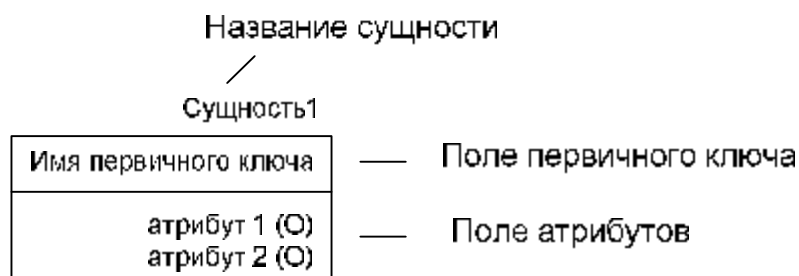 Название сущности
Сущность1
Имя первичного ключа
Поле первичного ключа
атрибут 1 (О)
Поле атрибутов
атрибут 2 (О)